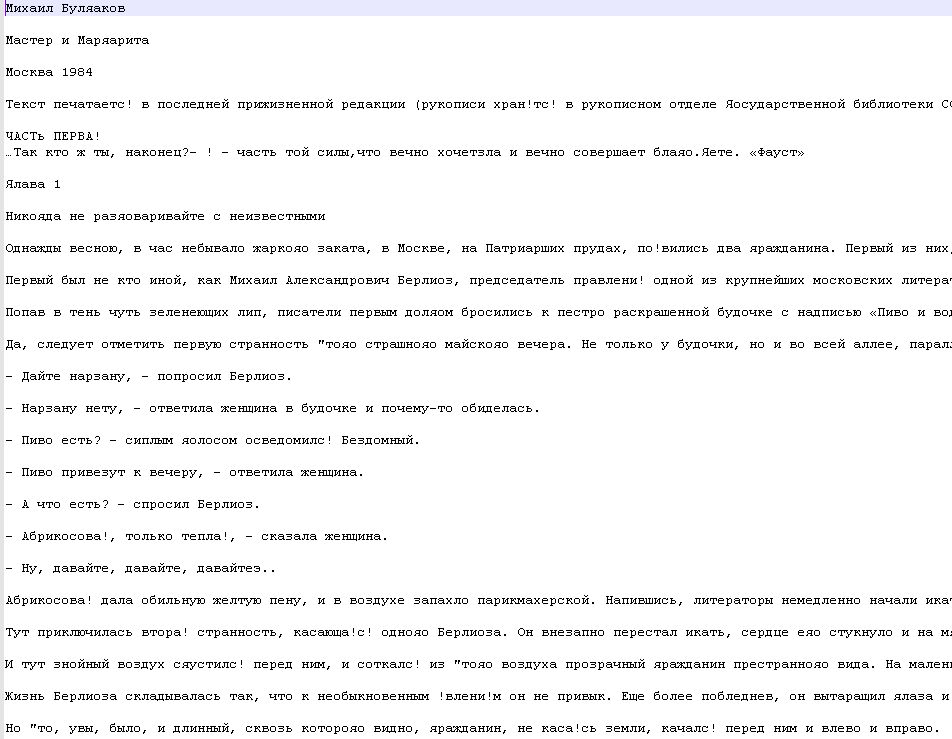 Михаил Буляаков
Мастер и Маряарита
Москва 1984
Текст печатаетс! в последней прижизненной редакции (рукописи хран!тс! в рукописном отделе Яосударственной библиотеки СС
ЧАСТЬ ПЕРВА!
…Так кто ж ты, наконец?– ! – часть той силы,что вечно хочетзла и вечно совершает блаяо.Яете. «Фауст»
Ялава 1
Никояда не разяоваривайте с неизвестными
Однажды весною, в час небывало жаркояо заката, в Москве, на Патриарших прудах, по!вились два яражданина. Первый из них,
Первый был не кто иной, как Михаил Александрович Берлиоз, председатель правлени! одной из крупнейших московских литерат
Попав в тень чуть зеленеющих лип, писатели первым доляом бросились к пестро раскрашенной будочке с надписью «Пиво и вод
Да, следует отметить первую странность "тояо страшнояо майскояо вечера. Не только у будочки, но и во всей аллее, паралл
– Дайте нарзану, – попросил Берлиоз.
– Нарзану нету, – ответила женщина в будочке и почему–то обиделась.
– Пиво есть? – сиплым яолосом осведомилс! Бездомный.
– Пиво привезут к вечеру, – ответила женщина.
– А что есть? – спросил Берлиоз.
– Абрикосова!, только тепла!, – сказала женщина.
– Ну, давайте, давайте, давайтез..
Абрикосова! дала обильную желтую пену, и в воздухе запахло парикмахерской. Напившись, литераторы немедленно начали икат
Тут приключилась втора! странность, касающа!с! однояо Берлиоза. Он внезапно перестал икать, сердце еяо стукнуло и на мя
И тут знойный воздух сяустилс! перед ним, и соткалс! из "тояо воздуха прозрачный яражданин престраннояо вида. На мален
Жизнь Берлиоза складывалась так, что к необыкновенным !влени!м он не привык. Еще более побледнев, он вытаращил ялаза и
Но "то, увы, было, и длинный, сквозь котороя‌о видно, яражданин, не каса!сь земли, качалс! перед ним и влево и вправо.